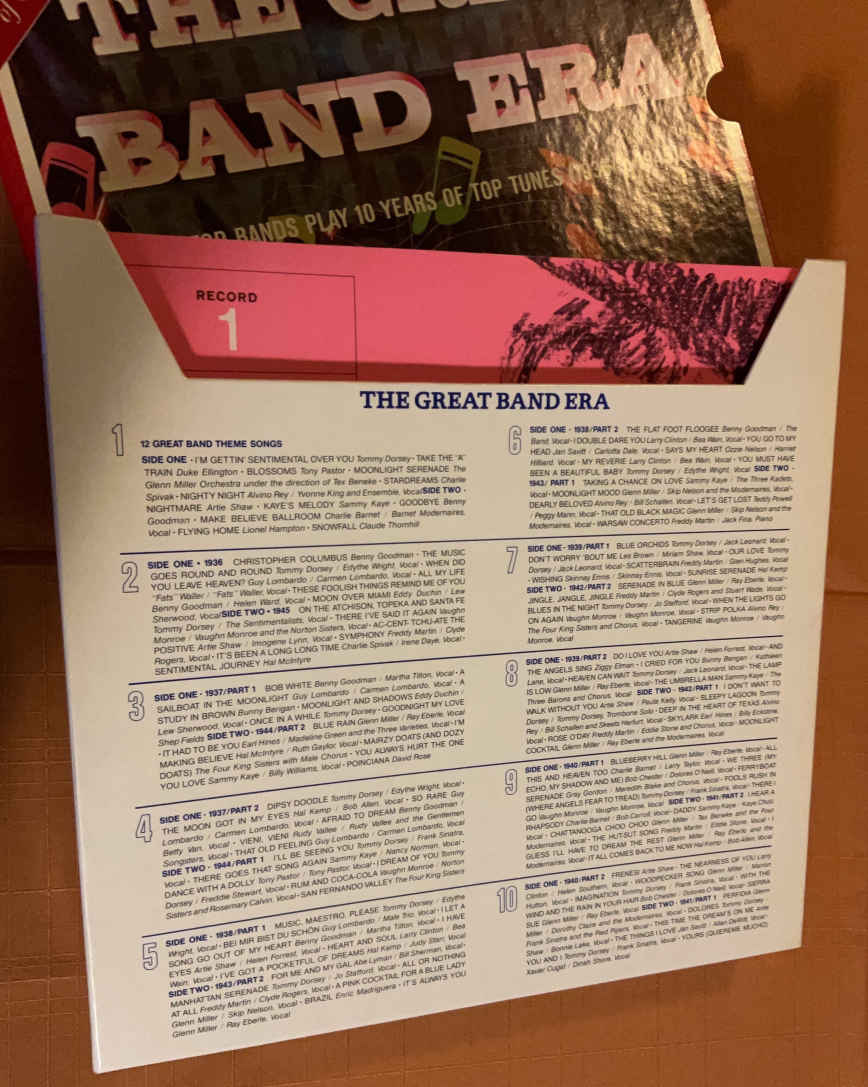 THE GR
BAND ERA
BANDS PLAY 10 YEARS OF TOP TUNES
RECORD
1
THE GREAT BAND ERA
1
12 GREAT BAND THEME SONGS
SIDE ONE • I'M GETTIN' SENTIMENTAL OVER YOU Tommy Dorsey • TAKE THE "A"
TRAIN Duke Ellington • BLOSSOMS Tony Pastor • MOONLIGHT SERENADE The
Glenn Miller Orchestra under the direction of Tex Beneke • STARDREAMS Charlie
Spivak • NIGHTY NIGHT Alvino Rey / Yvonne King and Ensemble, Vocal SIDE TWO •
NIGHTMARE Artie Shaw • KAYE'S MELODY Sammy Kaye • GOODBYE Benny
Goodman • MAKE BELIEVE BALLROOM Charlie Barnet / Barnet Modernaires,
Vocal • FLYING HOME Lionel Hampton • SNOWFALL Claude Thornhill
2
SIDE ONE • 1936 CHRISTOPHER COLUMBUS Benny Goodman • THE MUSIC
GOES ROUND AND ROUND Tommy Dorsey / Edythe Wright, Vocal • WHEN DID
YOU LEAVE HEAVEN? Guy Lombardo / Carmen Lombardo, Vocal • ALL MY LIFE
"Fats" Waller / "Fats" Waller, Vocal • THESE FOOLISH THINGS REMIND ME OF YOU
Benny Goodman / Helen Ward, Vocal • MOON OVER MIAMI Eddy Duchin / Lew
Sherwood, Vocal SIDE TWO • 1945 ON THE ATCHISON, TOPEKA AND SANTA FE
Tommy Dorsey / The Sentimentalists, Vocal • THERE I'VE SAID IT AGAIN Vaughn
Monroe / Vaughn Monroe and the Norton Sisters, Vocal • AC-CENT-TCHU-ATE THE
POSITIVE Artie Shaw / Imogene Lynn, Vocal • SYMPHONY Freddy Martin / Clyde
Rogers, Vocal • IT'S BEEN A LONG LONG TIME Charlie Spivak / Irene Daye, Vocal •
SENTIMENTAL JOURNEY Hal McIntyre
3
SIDE ONE • 1937/PART 1 BOB WHITE Benny Goodman / Martha Tilton, Vocal • A
SAILBOAT IN THE MOONLIGHT Guy Lombardo / Carmen Lombardo, Vocal • A
STUDY IN BROWN Bunny Berigan • MOONLIGHT AND SHADOWS Eddy Duchin /
Lew Sherwood, Vocal • ONCE IN A WHILE Tommy Dorsey • GOODNIGHT MY LOVE
Shep Fields SIDE TWO • 1944/PART 2 BLUE RAIN Glenn Miller / Ray Eberle, Vocal
• IT HAD TO BE YOU Earl Hines / Madeline Green and the Three Varieties, Vocal • I'M
MAKING BELIEVE Hal McIntyre / Ruth Gaylor, Vocal • MAIRZY DOATS (AND DOZY
DOATS) The Four King Sisters with Male Chorus • YOU ALWAYS HURT THE ONE
YOU LOVE Sammy Kaye / Billy Williams, Vocal • POINCIANA David Rose
4
SIDE ONE • 1937/PART 2 DIPSY DOODLE Tommy Dorsey / Edythe Wright, Vocal •
THE MOON GOT IN MY EYES Hal Kemp / Bob Allen, Vocal • SO RARE Guy
Lombardo / Carmen Lombardo, Vocal • AFRAID TO DREAM Benny Goodman /
Betty Van, Vocal • VIENI, VIENI Rudy Vallee / Rudy Vallee and the Gentlemen
Songsters, Vocal • THAT OLD FEELING Guy Lombardo / Carmen Lombardo, Vocal
SIDE TWO • 1944/PART 1 I'LL BE SEEING YOU Tommy Dorsey / Frank Sinatra,
Vocal • THERE GOES THAT SONG AGAIN Sammy Kaye / Nancy Norman, Vocal •
DANCE WITH A DOLLY Tony Pastor / Tony Pastor, Vocal • I DREAM OF YOU Tommy
Dorsey / Freddie Stewart, Vocal • RUM AND COCA-COLA Vaughn Monroe / Norton
Sisters and Rosemary Calvin, Vocal • SAN FERNANDO VALLEY The Four King Sisters
5
SIDE ONE • 1938/PART 1 MUSIC, MAESTRO, PLEASE Tommy Dorsey / Edythe
Wright, Vocal • BEI MIR BIST DU SCHÖN Guy Lombardo / Male Trio, Vocal • I LET A
SONG GO OUT OF MY HEART Benny Goodman / Martha Tilton, Vocal • I HAVE
EYES Artie Shaw / Helen Forrest, Vocal • HEART AND SOUL Larry Clinton / Bea
Wain, Vocal • I'VE GOT A POCKETFUL OF DREAMS Hal Kemp / Judy Starr, Vocal
SIDE TWO • 1943/PART 2 FOR ME AND MY GAL Abe Lyman / Bill Sherman, Vocal •
MANHATTAN SERENADE Tommy Dorsey / Jo Stafford, Vocal • ALL OR NOTHING
AT ALL Freddy Martin / Clyde Rogers, Vocal • A PINK COCKTAIL FOR A BLUE LADY
Glenn Miller / Skip Nelson, Vocal • BRAZIL Enric Madriguera • IT'S ALWAYS YOU
Glenn Miller / Ray Eberle, Vocal
6
SIDE ONE • 1938/PART 2 THE FLAT FOOT FLOOGEE Benny Goodman / The
Band, Vocal • I DOUBLE DARE YOU Larry Clinton / Bea Wain, Vocal • YOU GO TO MY
HEAD Jan Savitt / Carlotta Dale, Vocal • SAYS MY HEART Ozzie Nelson / Harriet
Hilliard, Vocal • MY REVERIE Larry Clinton / Bea Wain, Vocal • YOU MUST HAVE
BEEN A BEAUTIFUL BABY Tommy Dorsey / Edythe Wright, Vocal SIDE TWO •
1943/PART 1 TAKING A CHANCE ON LOVE Sammy Kaye / The Three Kadets,
Vocal • MOONLIGHT MOOD Glenn Miller / Skip Nelson and the Modernaires, Vocal •
DEARLY BELOVED Alvino Rey / Bill Schallen, Vocal • LET'S GET LOST Teddy Powell
/ Peggy Mann, Vocal • THAT OLD BLACK MAGIC Glenn Miller / Skip Nelson and the
Modernaires, Vocal • WARSAW CONCERTO Freddy Martin / Jack Fina, Piano
7
SIDE ONE • 1939/PART 1 BLUE ORCHIDS Tommy Dorsey / Jack Leonard, Vocal •
DON'T WORRY 'BOUT ME Les Brown / Miriam Shaw, Vocal • OUR LOVE Tommy
Dorsey / Jack Leonard, Vocal • SCATTERBRAIN Freddy Martin / Glen Hughes, Vocal
• WISHING Skinnay Ennis / Skinnay Ennis, Vocal • SUNRISE SERENADE Hal Kemp
SIDE TWO • 1942/PART 2 SERENADE IN BLUE Glenn Miller / Ray Eberle, Vocal •
JINGLE, JANGLE, JINGLE Freddy Martin / Clyde Rogers and Stuart Wade, Vocal •
BLUES IN THE NIGHT Tommy Dorsey / Jo Stafford, Vocal • WHEN THE LIGHTS GO
ON AGAIN Vaughn Monroe / Vaughn Monroe, Vocal • STRIP POLKA Alvino Rey /
The Four King Sisters and Chorus, Vocal • TANGERINE Vaughn Monroe / Vaughn
Monroe, Vocal
8
SIDE ONE • 1939/PART 2 DO I LOVE YOU Artie Shaw / Helen Forrest, Vocal • AND
THE ANGELS SING Ziggy Elman • I CRIED FOR YOU Bunny Berigan / Kathleen
Lane, Vocal • HEAVEN CAN WAIT Tommy Dorsey / Jack Leonard, Vocal • THE LAMP
IS LOW Glenn Miller / Ray Eberle, Vocal • THE UMBRELLA MAN Sammy Kaye / The
Three Barons and Chorus, Vocal SIDE TWO • 1942/PART 1 I DON'T WANT TO
WALK WITHOUT YOU Artie Shaw / Paula Kelly, Vocal • SLEEPY LAGOON Tommy
Dorsey / Tommy Dorsey, Trombone Solo • DEEP IN THE HEART OF TEXAS Alvino
Rey / Bill Schallen and Skeets Herfurt, Vocal • SKYLARK Earl Hines / Billy Eckstine,
Vocal • ROSE O'DAY Freddy Martin / Eddie Stone and Chorus, Vocal • MOONLIGHT
COCKTAIL Glenn Miller / Ray Eberle and the Modernaires, Vocal
9
SIDE ONE • 1940/PART 1 BLUEBERRY HILL Glenn Miller / Ray Eberle, Vocal • ALL
THIS AND HEAVEN TOO Charlie Barnet / Larry Taylor, Vocal • WE THREE (MY
ECHO, MY SHADOW AND ME) Bob Chester / Dolores O'Neill, Vocal • FERRYBOAT
SERENADE Gray Gordon / Meredith Blake and Chorus, Vocal • FOOLS RUSH IN
(WHERE ANGELS FEAR TO TREAD) Tommy Dorsey / Frank Sinatra, Vocal • THERE I
GO Vaughn Monroe / Vaughn Monroe, Vocal SIDE TWO • 1941/PART 2 I HEAR A
RHAPSODY Charlie Barnet / Bob Carroll, Vocal • DADDY Sammy Kaye / Kaye Choir,
Vocal • CHATTANOOGA CHOO CHOO Glenn Miller / Tex Beneke and the
Modernaires, Vocal • THE HUT-SUT SONG Freddy Martin / Eddie Stone, Vocal • I
GUESS I'LL HAVE TO DREAM THE REST Glenn Miller / Ray Eberle and the
Modernaires, Vocal • IT ALL COMES BACK TO ME NOW Hal Kemp / Bob Allen, Vocal
10
SIDE ONE • 1940/PART 2 FRENESI Artie Shaw • THE NEARNESS OF YOU Larry
Clinton / Helen Southern, Vocal • WOODPECKER SONG Glenn Miller / Marion
Hutton, Vocal • IMAGINATION Tommy Dorsey / Frank Sinatra, Vocal • WITH THE
WIND AND THE RAIN IN YOUR HAIR Bob Chester / Dolores O'Neill, Vocal • SIERRA
SUE Glenn Miller / Ray Eberle, Vocal SIDE TWO • 1941/PART 1 PERFIDIA Glenn
Miller / Dorothy Claire and the Modernaires, Vocal • DOLORES Tommy Dorsey /
Frank Sinatra and the Pied Pipers, Vocal • THIS TIME THE DREAM'S ON ME Artie
Shaw / Bonnie Lake, Vocal • THE THINGS I LOVE Jan Savitt / Allan DeWitt, Vocal •
YOU AND I Tommy Dorsey / Frank Sinatra, Vocal • YOURS (QUIEREME MUCHO)
Xavier Cugat / Dinah Shore, Vocal